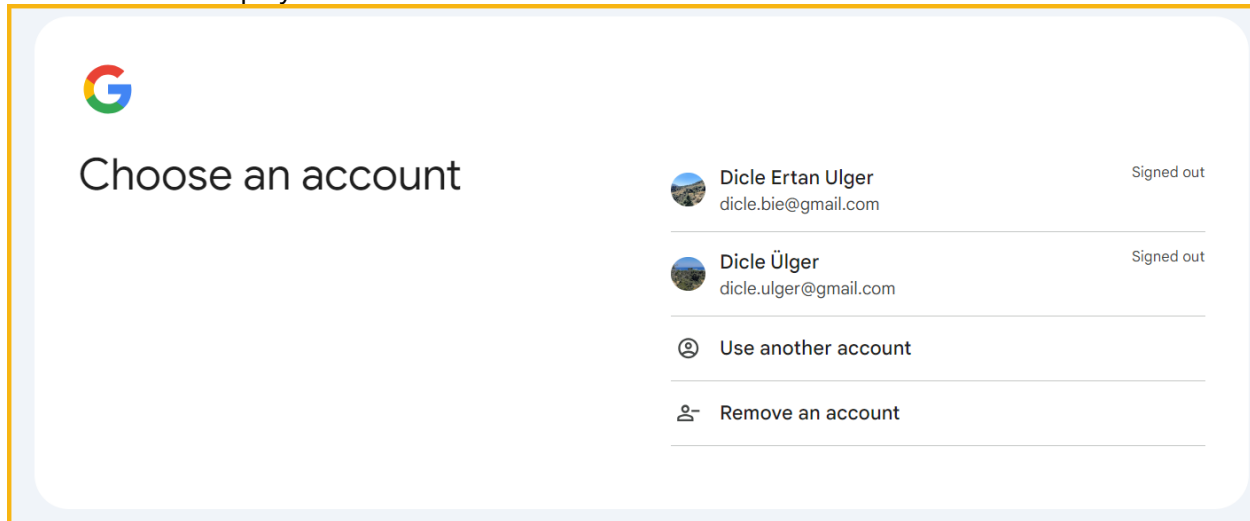 Choose an account
Dicle Ertan Ulger
Signed out
dicle.bie@gmail.com
Dicle Ülger
Signed out
dicle.ulger@gmail.com
Use another account
Remove an account